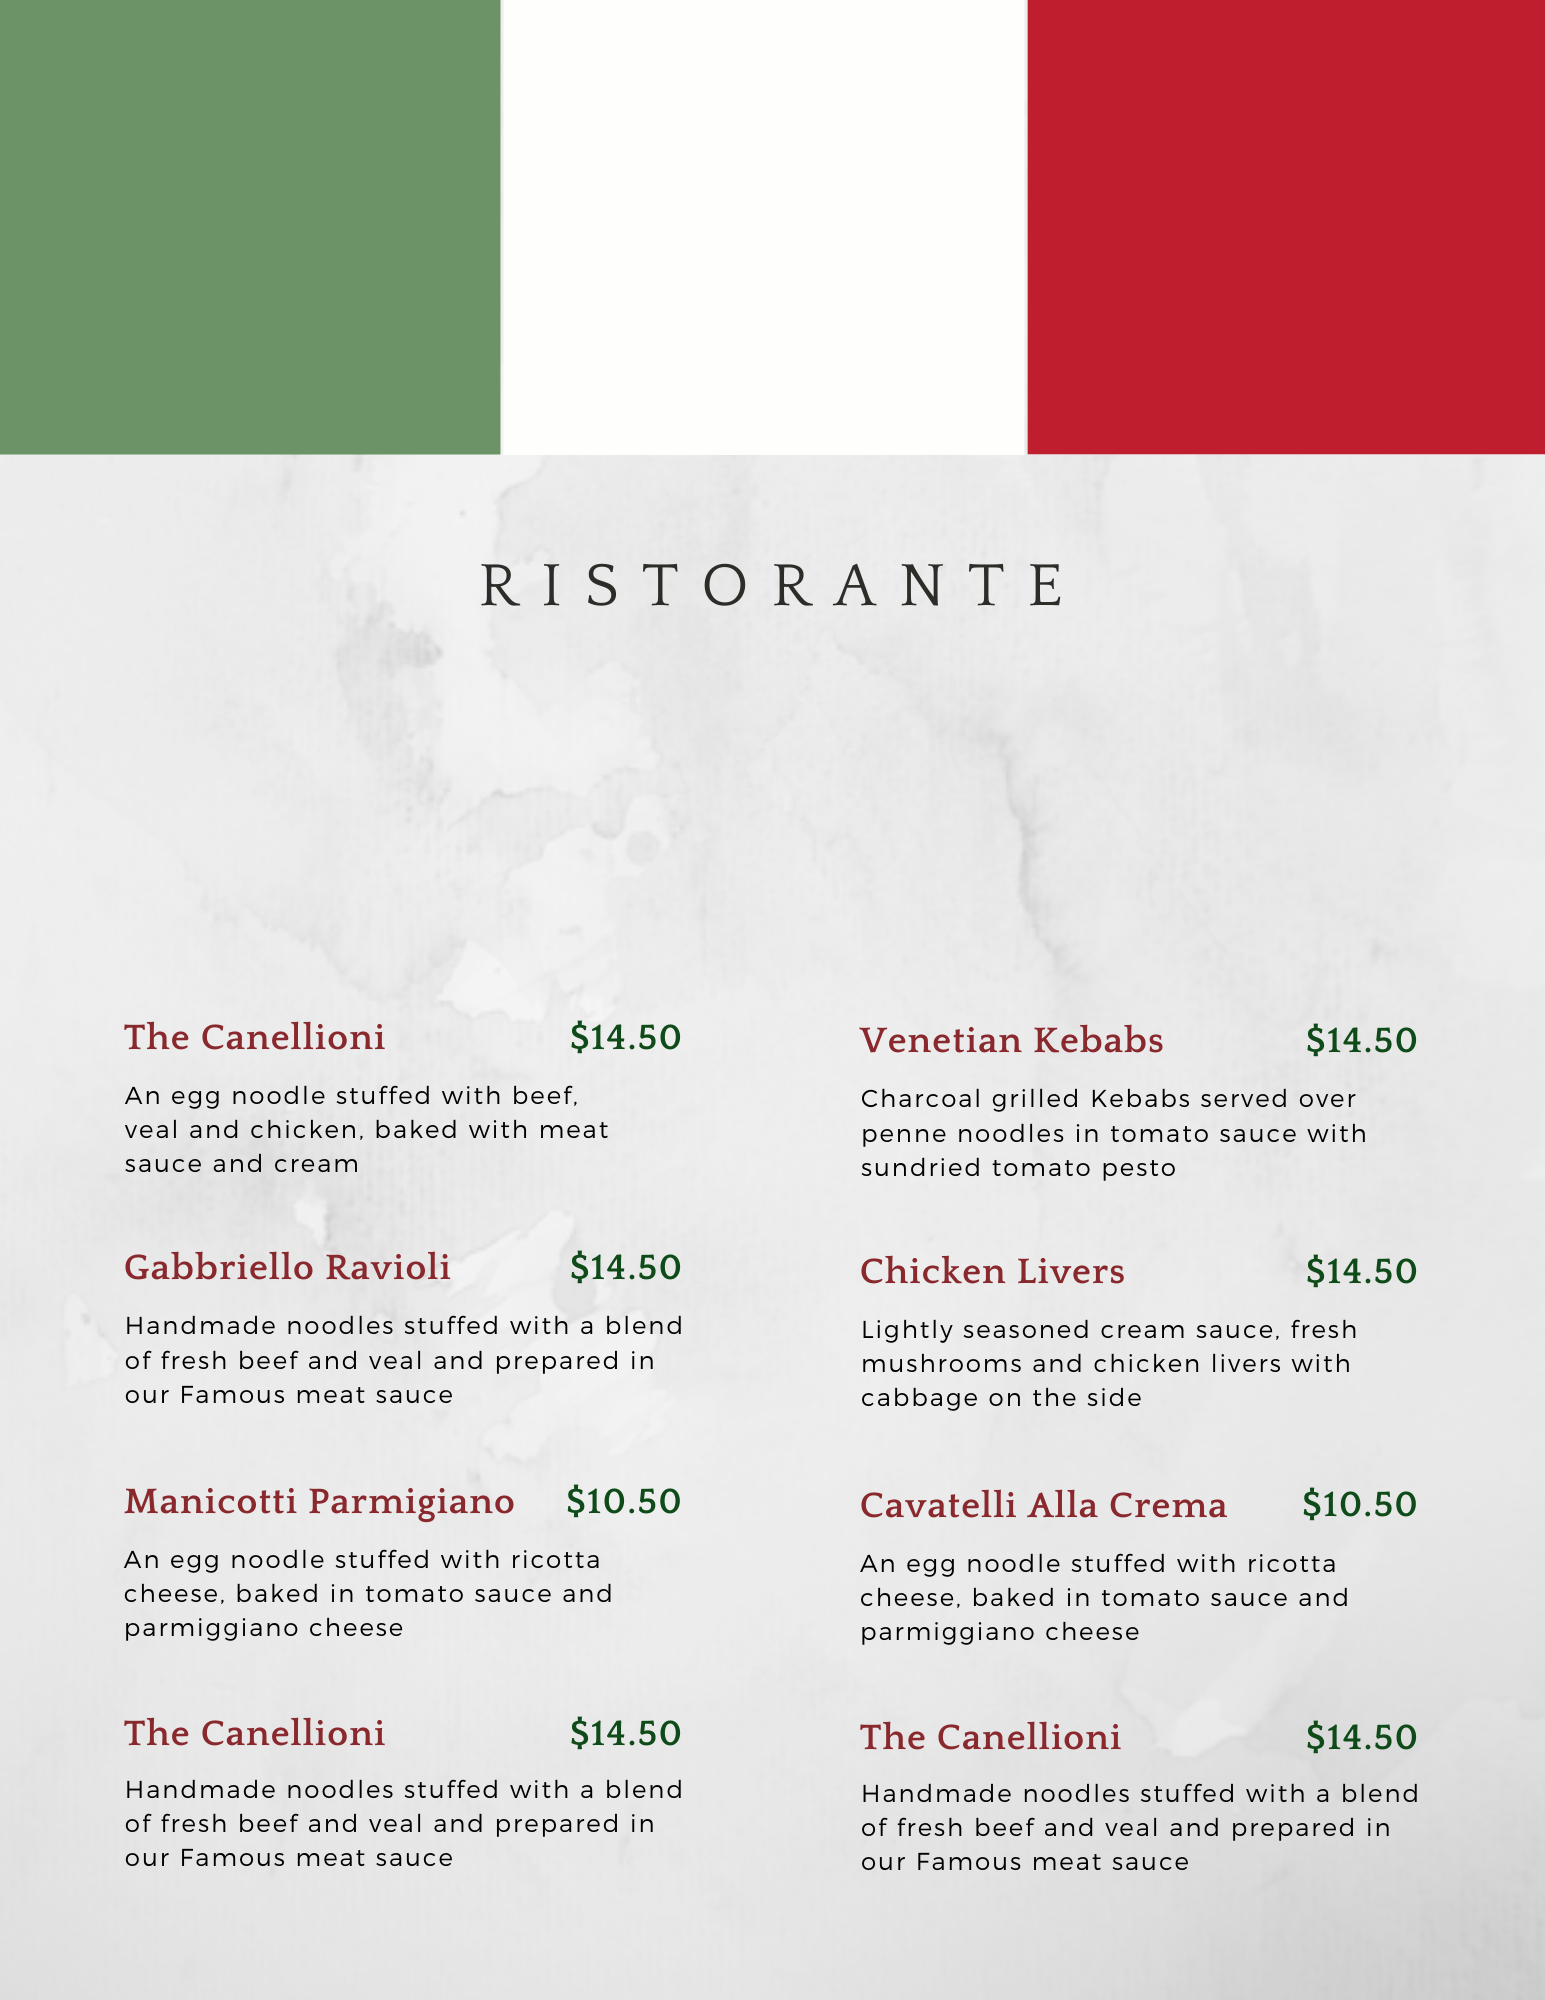 RISTORANTE
The Canellioni $14.50
An egg noodle stuffed with beef,
veal and chicken, baked with meat
sauce and cream
Gabbriello Ravioli $14.50
Handmade noodles stuffed with a blend
of fresh beef and veal and prepared in
our Famous meat sauce
Manicotti Parmigiano $10.50
An egg noodle stuffed with ricotta
cheese, baked in tomato sauce and
parmiggiano cheese
The Canellioni $14.50
Handmade noodles stuffed with a blend
of fresh beef and veal and prepared in
our Famous meat sauce
Venetian Kebabs $14.50
Charcoal grilled Kebabs served over
penne noodles in tomato sauce with
sundried tomato pesto
Chicken Livers $14.50
Lightly seasoned cream sauce, fresh
mushrooms and chicken livers with
cabbage on the side
Cavatelli Alla Crema $10.50
An egg noodle stuffed with ricotta
cheese, baked in tomato sauce and
parmiggiano cheese
The Canellioni $14.50
Handmade noodles stuffed with a blend
of fresh beef and veal and prepared in
our Famous meat sauce